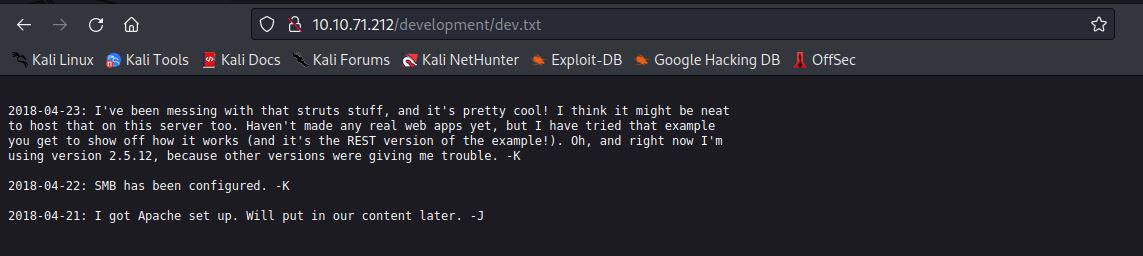 10.10.71.212/development/dev.txt
Kali Linux Kali Tools Kali Docs Kali Forums Kali NetHunter Exploit-DB Google Hacking DB OffSec
2018-04-23: I've been messing with that struts stuff, and it's pretty cool! I think it might be neat
to host that on this server too. Haven't made any real web apps yet, but I have tried that example
you get to show off how it works (and it's the REST version of the example!). Oh, and right now I'm
using version 2.5.12, because other versions were giving me trouble. -K
2018-04-22: SMB has been configured. -K
2018-04-21: I got Apache set up. Will put in our content later. -J